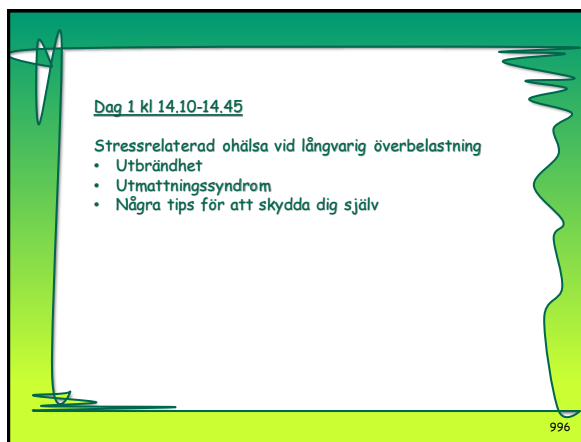 Dag 1 kl 14.10-14.45
Stressrelaterad ohälsa vid långvarig överbelastning
• Utbrändhet
• Utmattningssyndrom
• Några tips för att skydda dig själv
996